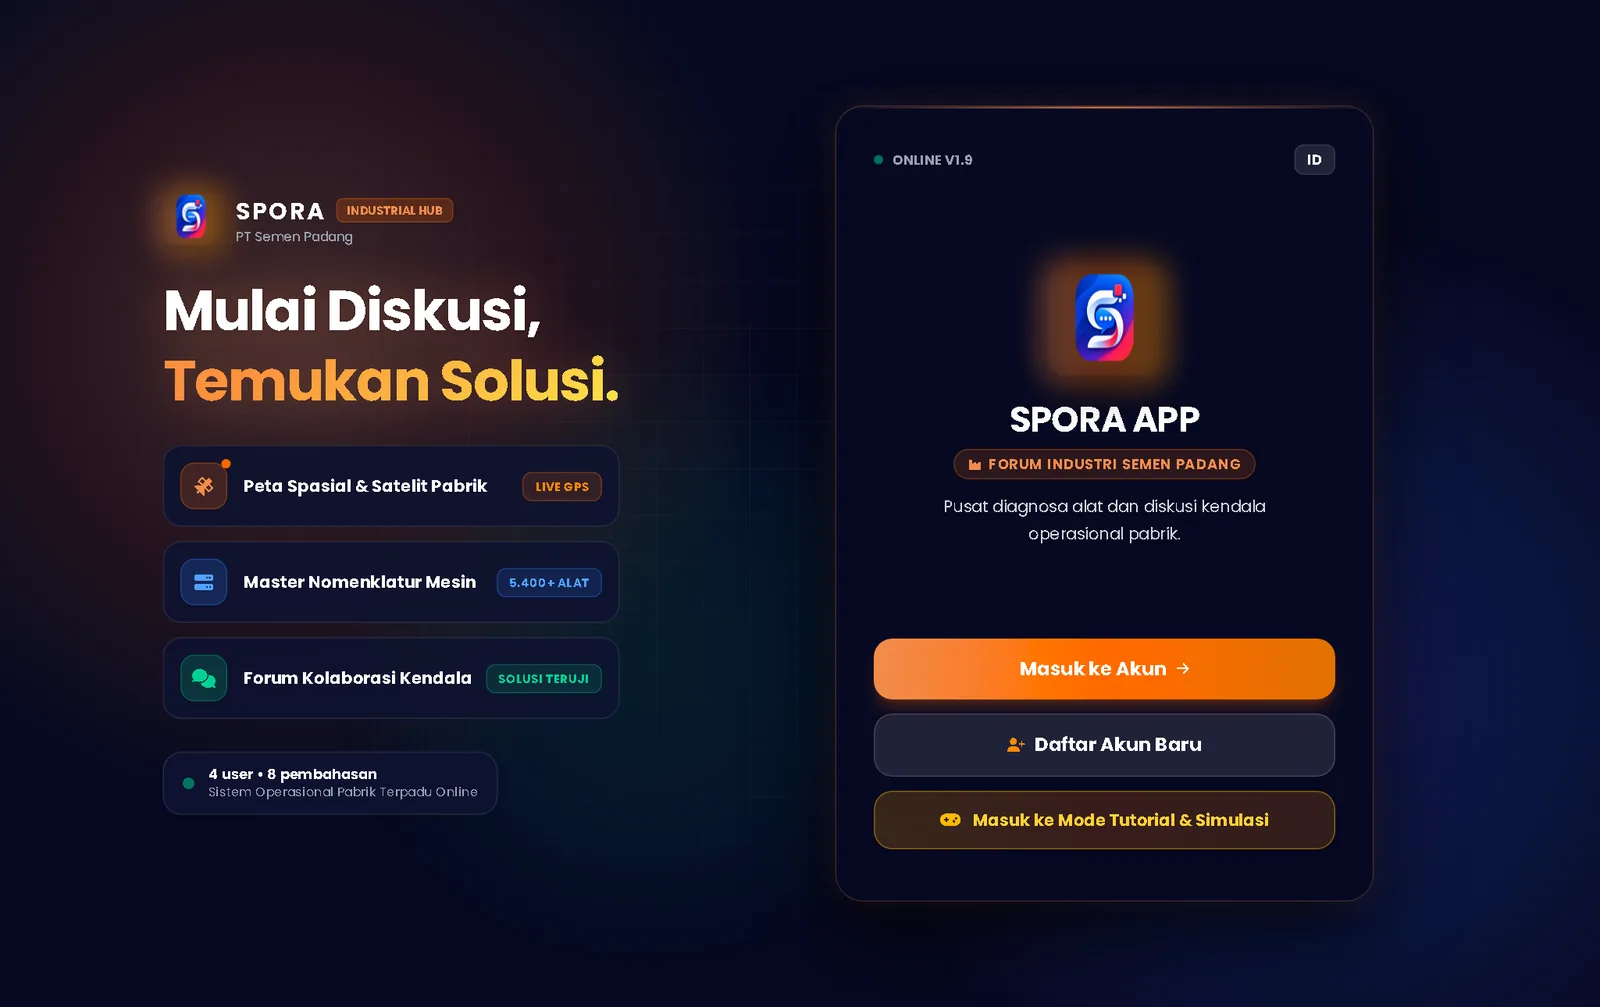 SPORA INDUSTRIAL HUB
PT Semen Padang
Mulai Diskusi,
Temukan Solusi.
Peta Spasial & Satelit Pabrik LIVE GPS
Master Nomenklatur Mesin 5.400+ ALAT
Forum Kolaborasi Kendala SOLUSI TERUJI
4 user • 8 pembahasan
Sistem Operasional Pabrik Terpadu Online
ONLINE V1.9 ID
SPORA APP
FORUM INDUSTRI SEMEN PADANG
Pusat diagnosa alat dan diskusi kendala
operasional pabrik.
Masuk ke Akun →
Daftar Akun Baru
Masuk ke Mode Tutorial & Simulasi